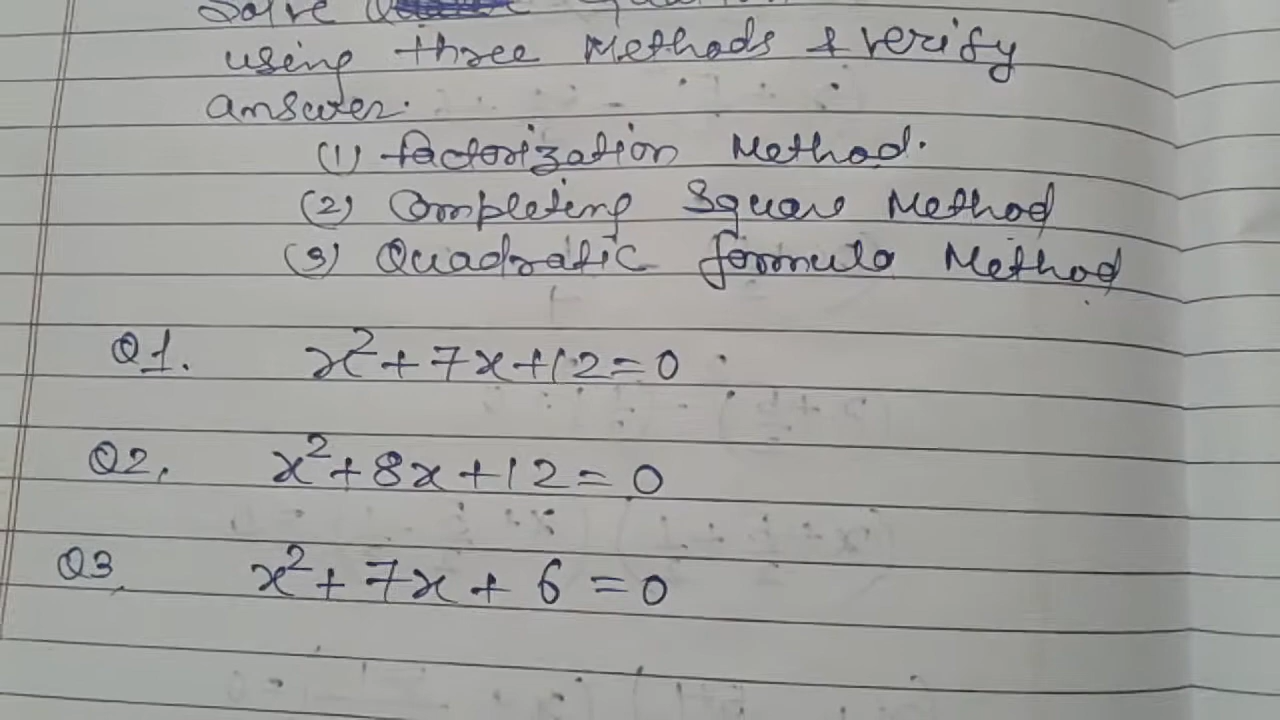 Solve
using three Methods & verify
answer.
(1) factorization Method.
(2) Completing Square Method
(3) Quadratic formula Method
Q1. x²+7x+12=0
Q2. x²+8x+12=0
Q3 x²+7x+6=0